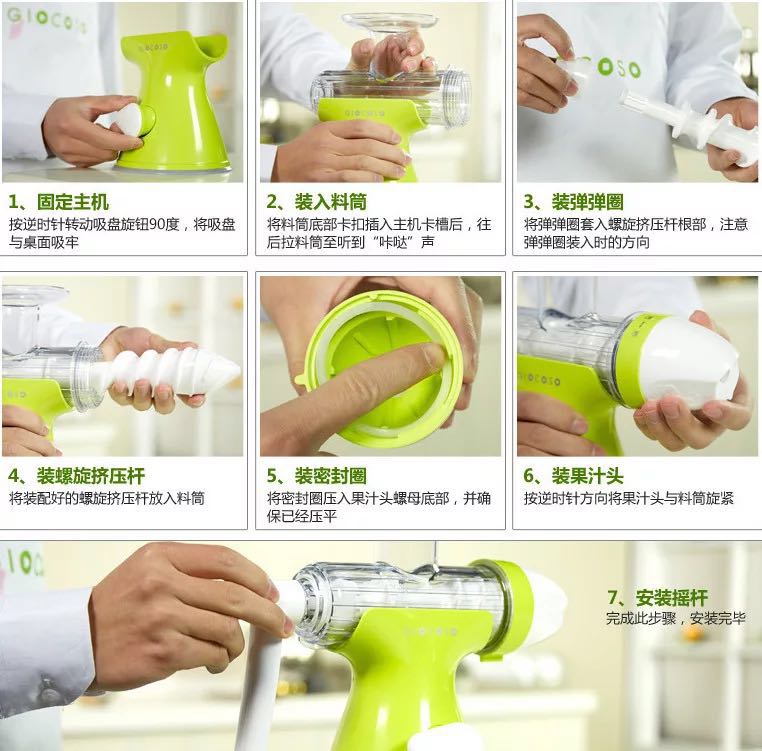 GIOCOSO
GIOCOSO
GIOCOSO
OSO
1、固定主机
按逆时针转动吸盘旋钮90度，将吸盘
与桌面吸牢
2、装入料筒
将料筒底部卡扣插入主机卡槽后，往
后拉料筒至听到“咔哒”声
3、装弹弹圈
将弹弹圈套入螺旋挤压杆根部，注意
弹弹圈装入时的方向
GIOCOSO
GIOCOSO
4、装螺旋挤压杆
将装配好的螺旋挤压杆放入料筒
5、装密封圈
将密封圈压入果汁头螺母底部，并确
保已经压平
6、装果汁头
按逆时针方向将果汁头与料筒旋紧
IOCO
GIOCOSO
7、安装摇杆
完成此步骤，安装完毕